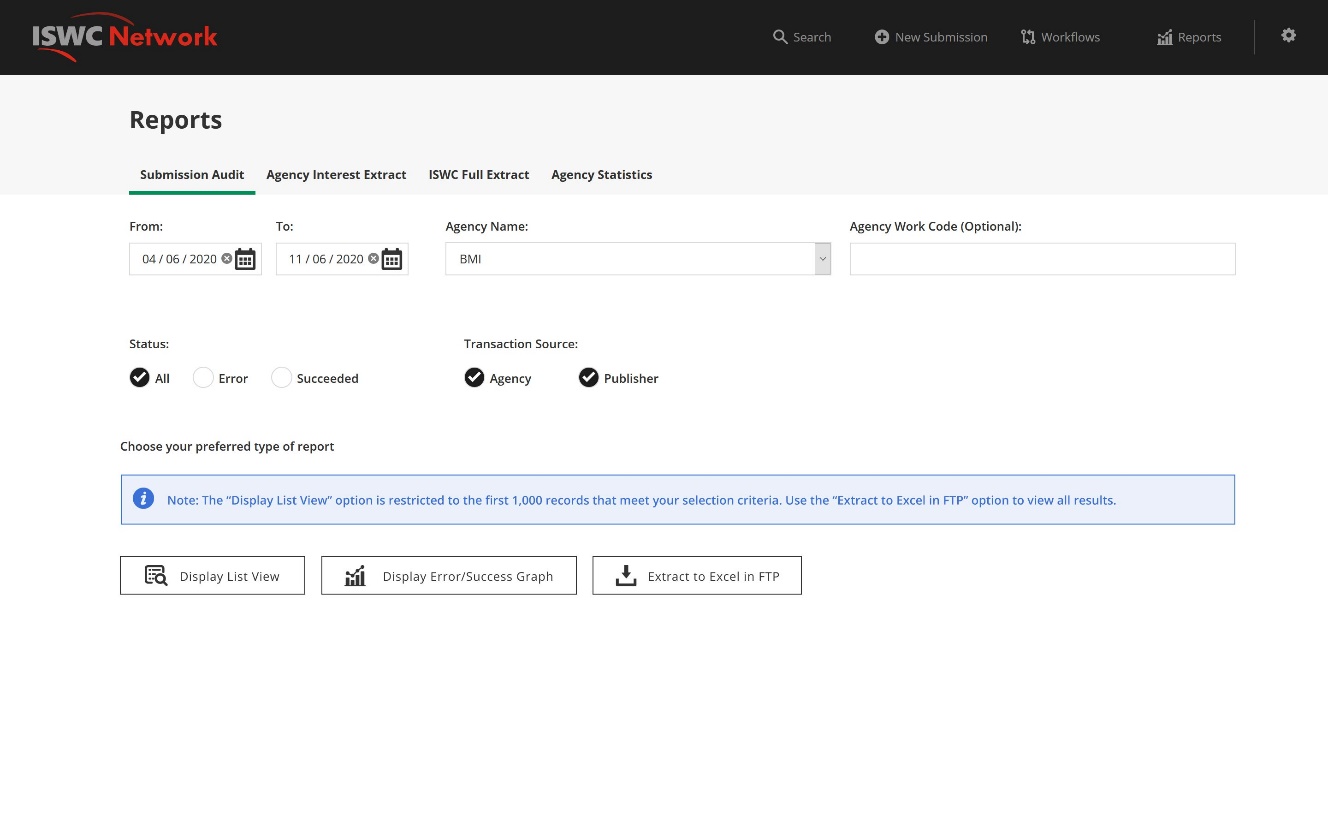 ISWC Network
Search
New Submission
Workflows
Reports
Reports
Submission Audit
Agency Interest Extract
ISWC Full Extract
Agency Statistics
From:
To:
Agency Name:
Agency Work Code (Optional):
04 / 06 / 2020
11 / 06 / 2020
BMI
Status:
Transaction Source:
All
Error
Succeeded
Agency
Publisher
Choose your preferred type of report
Note: The “Display List View” option is restricted to the first 1,000 records that meet your selection criteria. Use the “Extract to Excel in FTP” option to view all results.
Display List View
Display Error/Success Graph
Extract to Excel in FTP